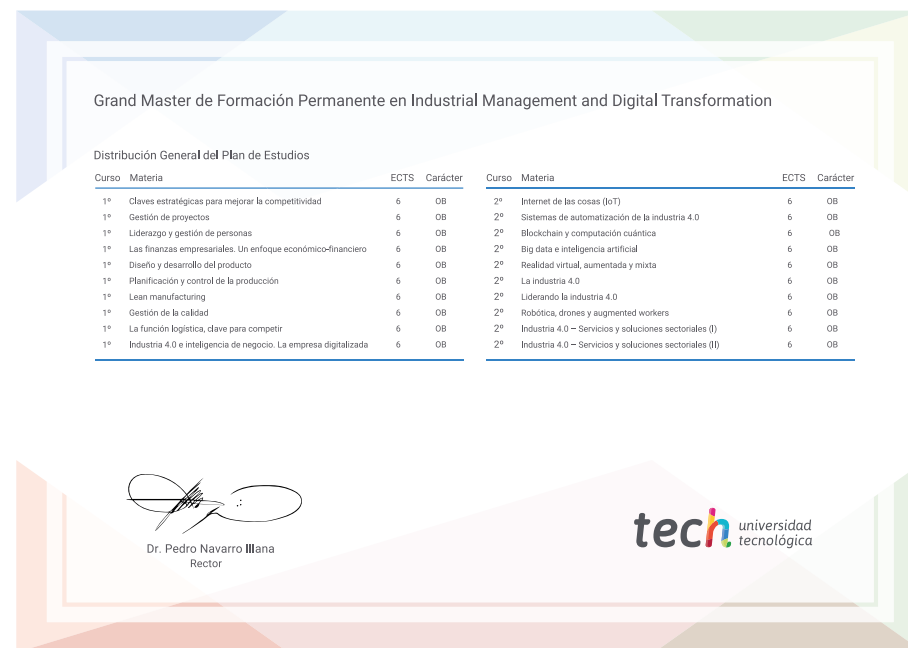 Grand Master de Formación Permanente en Industrial Management and Digital Transformation
Distribución General del Plan de Estudios
Curso Materia ECTS Carácter
1º Claves estratégicas para mejorar la competitividad 6 OB
1º Gestión de proyectos 6 OB
1º Liderazgo y gestión de personas 6 OB
1º Las finanzas empresariales. Un enfoque económico-financiero 6 OB
1º Diseño y desarrollo del producto 6 OB
1º Planificación y control de la producción 6 OB
1º Lean manufacturing 6 OB
1º Gestión de la calidad 6 OB
1º La función logística, clave para competir 6 OB
1º Industria 4.0 e inteligencia de negocio. La empresa digitalizada 6 OB
Curso Materia ECTS Carácter
2º Internet de las cosas (IoT) 6 OB
2º Sistemas de automatización de la industria 4.0 6 OB
2º Blockchain y computación cuántica 6 OB
2º Big data e inteligencia artificial 6 OB
2º Realidad virtual, aumentada y mixta 6 OB
2º La industria 4.0 6 OB
2º Liderando la industria 4.0 6 OB
2º Robótica, drones y augmented workers 6 OB
2º Industria 4.0 – Servicios y soluciones sectoriales (I) 6 OB
2º Industria 4.0 – Servicios y soluciones sectoriales (II) 6 OB
Dr. Pedro Navarro Illana
Rector
tech universidad
tecnológica